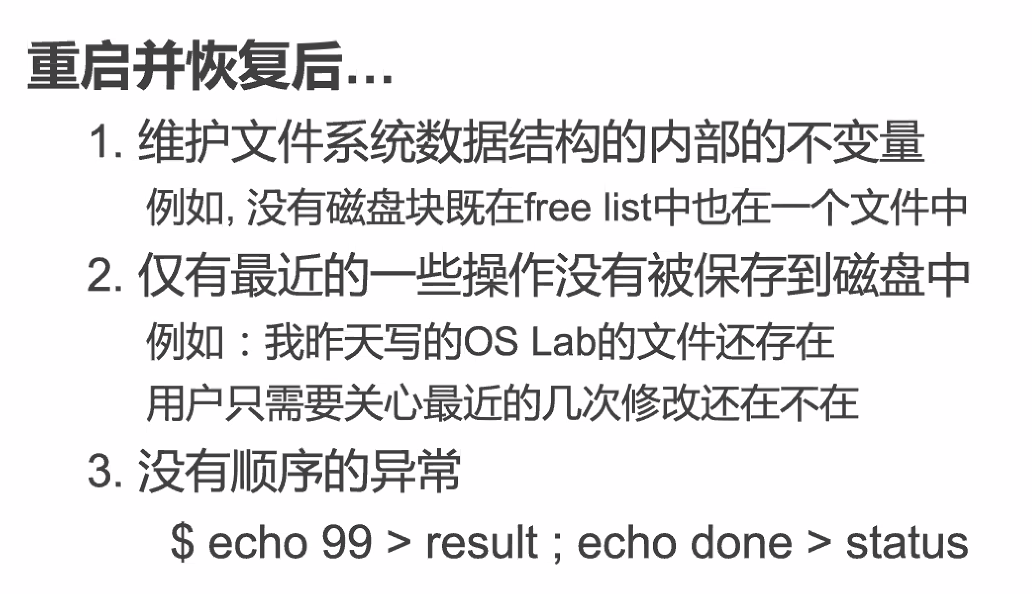 重启并恢复后…
1. 维护文件系统数据结构的内部的不变量
例如, 没有磁盘块既在free list中也在一个文件中
2. 仅有最近的一些操作没有被保存到磁盘中
例如：我昨天写的OS Lab的文件还存在
用户只需要关心最近的几次修改还在不在
3. 没有顺序的异常
$ echo 99 > result ; echo done > status